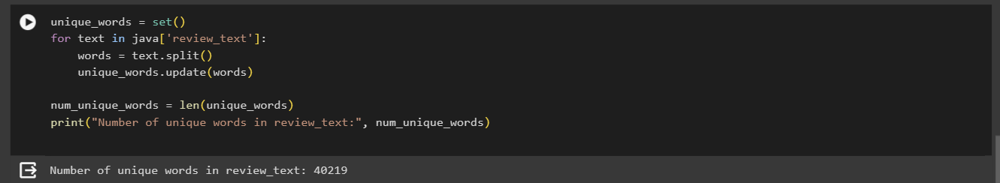 unique_words = set()
for text in java['review_text']:
    words = text.split()
    unique_words.update(words)

num_unique_words = len(unique_words)
print("Number of unique words in review_text:", num_unique_words)
Number of unique words in review_text: 40219